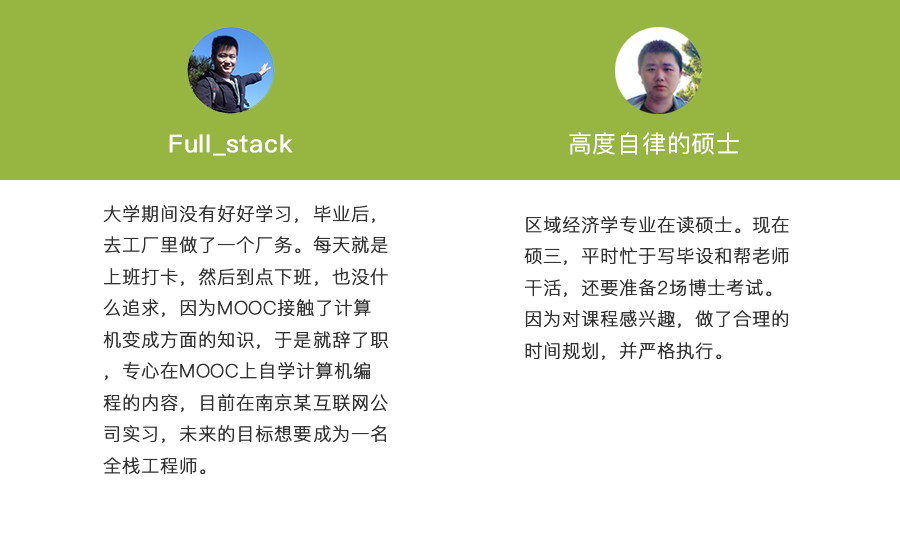 Full_stack
大学期间没有好好学习，毕业后，
去工厂里做了一个厂务。每天就是
上班打卡，然后到点下班，也没什
么追求，因为MOOC接触了计算
机变成方面的知识，于是就辞了职
，专心在MOOC上自学计算机编
程的内容，目前在南京某互联网公
司实习，未来的目标想要成为一名
全栈工程师。
高度自律的硕士
区域经济学专业在读硕士。现在
硕三，平时忙于写毕设和帮老师
干活，还要准备2场博士考试。
因为对课程感兴趣，做了合理的
时间规划，并严格执行。